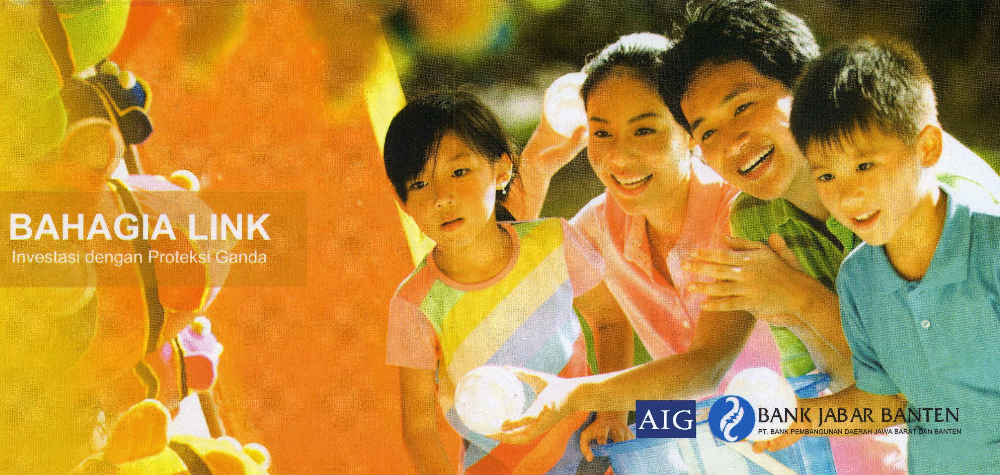 BAHAGIA LINK
Investasi dengan Proteksi Ganda
AIG
BANK JABAR BANTEN
PT. BANK PEMBANGUNAN DAERAH JAWA BARAT DAN BANTEN